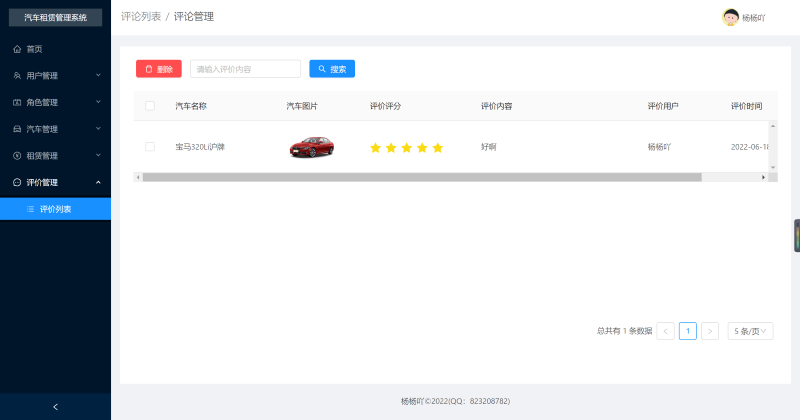 汽车租赁管理系统
首页
用户管理
角色管理
汽车管理
租赁管理
评价管理
评价列表
评论列表 / 评论管理
杨杨吖
删除
请输入评价内容
搜索
汽车名称 汽车图片 评价评分 评价内容 评价用户 评价时间
宝马320Li沪牌 好啊 杨杨吖 2022-06-18
总共有 1 条数据 1 5 条/页
杨杨吖©2022(QQ：823208782)